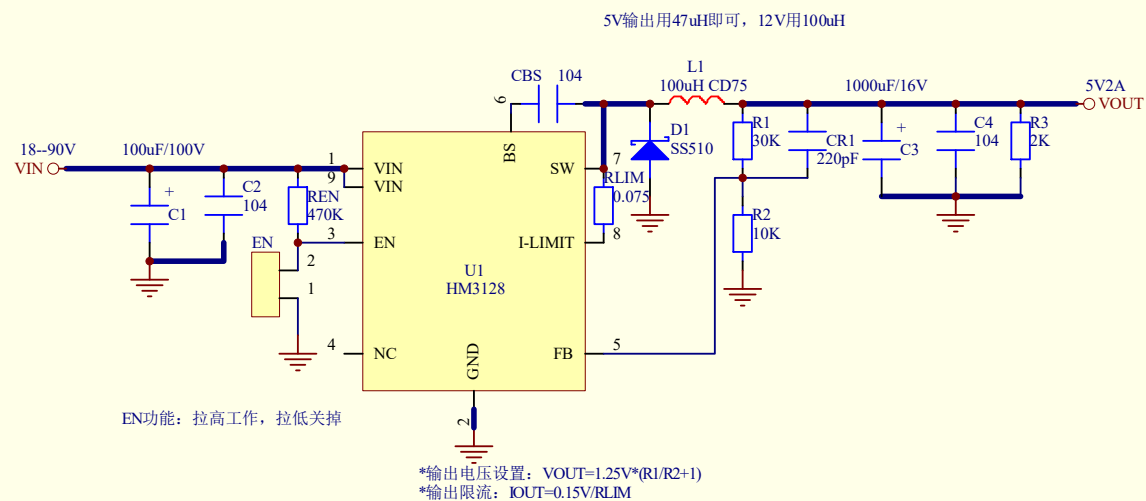 5V输出用47uH即可，12V用100uH
L1
100uH CD75
CBS
104
1000uF/16V
5V2A
VOUT
6
BS
D1
SS510
R1
30K
CR1
220pF
+
C3
C4
104
R3
2K
18--90V
VIN
100uF/100V
1
9
VIN
VIN
SW
7
+
C1
C2
104
REN
470K
RLIM
0.075
R2
10K
EN
3
EN
I-LIMIT
8
2
1
U1
HM3128
4
NC
GND
FB
5
2
EN功能：拉高工作，拉低关掉
*输出电压设置：VOUT=1.25V*(R1/R2+1)
*输出限流：IOUT=0.15V/RLIM